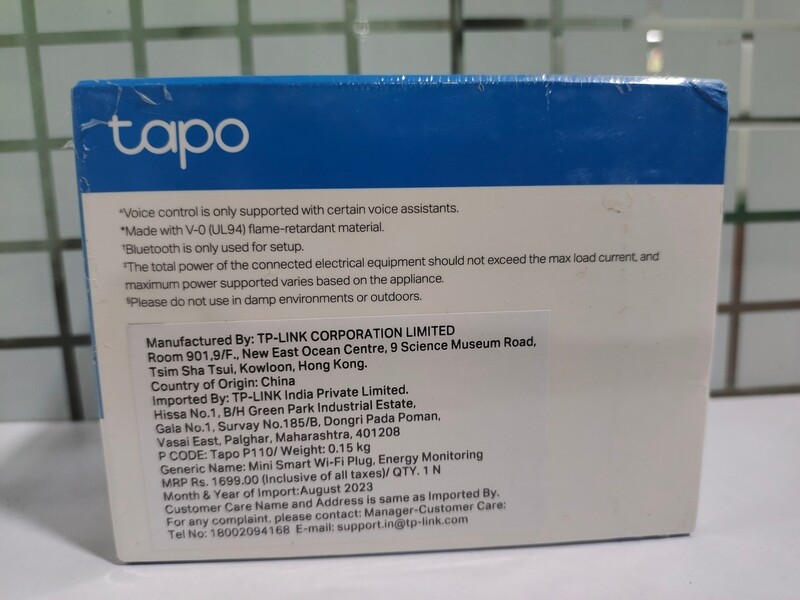 tapo
^Voice control is only supported with certain voice assistants.
*Made with V-0 (UL94) flame-retardant material.
†Bluetooth is only used for setup.
‡The total power of the connected electrical equipment should not exceed the max load current, and
maximum power supported varies based on the appliance.
§Please do not use in damp environments or outdoors.
Manufactured By: TP-LINK CORPORATION LIMITED
Room 901,9/F., New East Ocean Centre, 9 Science Museum Road,
Tsim Sha Tsui, Kowloon, Hong Kong.
Country of Origin: China
Imported By: TP-LINK India Private Limited.
Hissa No.1, B/H Green Park Industrial Estate,
Gala No.1, Survay No.185/B, Dongri Pada Poman,
Vasai East, Palghar, Maharashtra, 401208
P CODE: Tapo P110/ Weight: 0.15 kg
Generic Name: Mini Smart Wi-Fi Plug, Energy Monitoring
MRP Rs. 1699.00 (Inclusive of all taxes)/ QTY. 1 N
Month & Year of Import:August 2023
Customer Care Name and Address is same as Imported By.
For any complaint, please contact: Manager-Customer Care:
Tel No: 18002094168 E-mail: support.in@tp-link.com